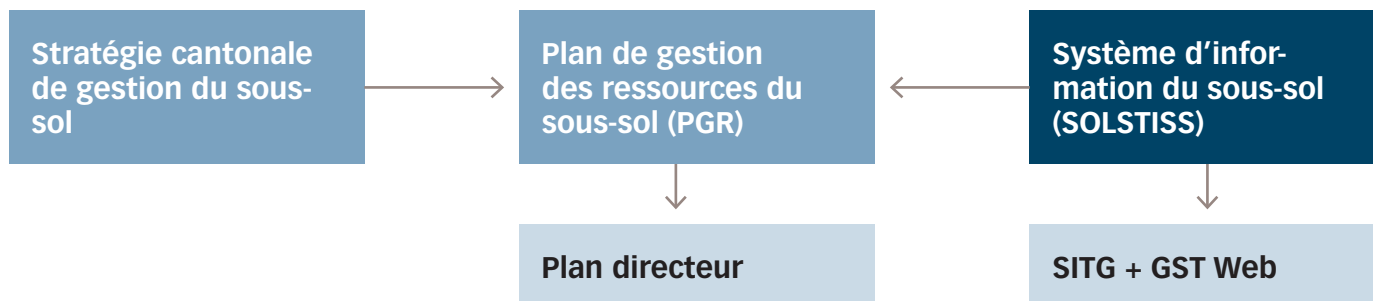 Stratégie cantonale
de gestion du sous-
sol
Plan de gestion
des ressources du
sous-sol (PGR)
Système d’infor-
mation du sous-sol
(SOLSTISS)
Plan directeur
SITG + GST Web